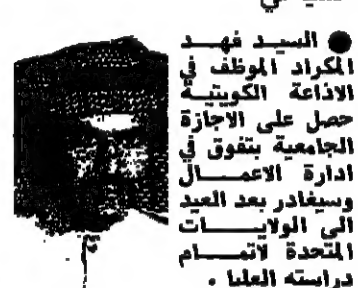 ● السيد فهد
المكراد الموظف في
الاذاعة الكويتية
حصل على الاجازة
الجامعية بتفوق في
ادارة الاعمال
وسيغادر بعد العيد
الى الولايات
المتحدة لاتمام
دراسته العليا .